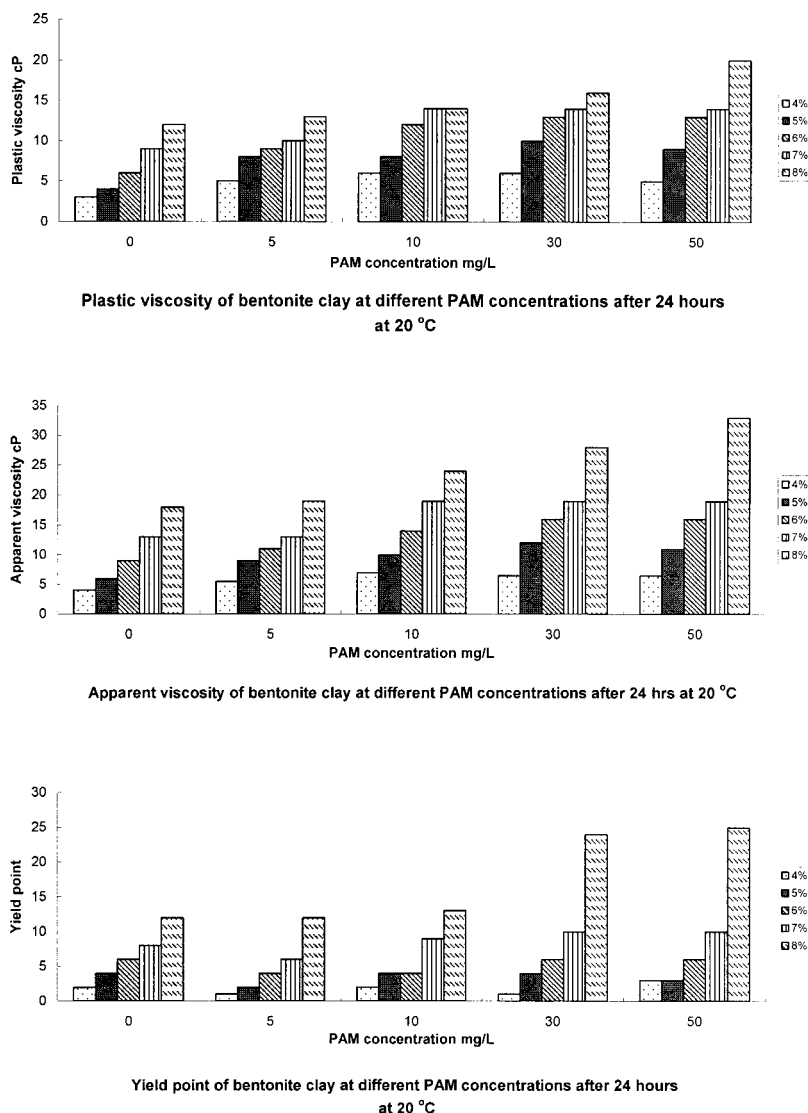 25
20
15
10
5
0
Plastic viscosity cP
0 5 10 30 50
PAM concentration mg/L
4%
5%
6%
7%
8%
Plastic viscosity of bentonite clay at different PAM concentrations after 24 hours
at 20 °C
35
30
25
20
15
10
5
0
Apparent viscosity cP
0 5 10 30 50
PAM concentration mg/L
4%
5%
6%
7%
8%
Apparent viscosity of bentonite clay at different PAM concentrations after 24 hrs at 20 °C
30
25
20
15
10
5
0
Yield point
0 5 10 30 50
PAM concentration mg/L
4%
5%
6%
7%
8%
Yield point of bentonite clay at different PAM concentrations after 24 hours
at 20 °C